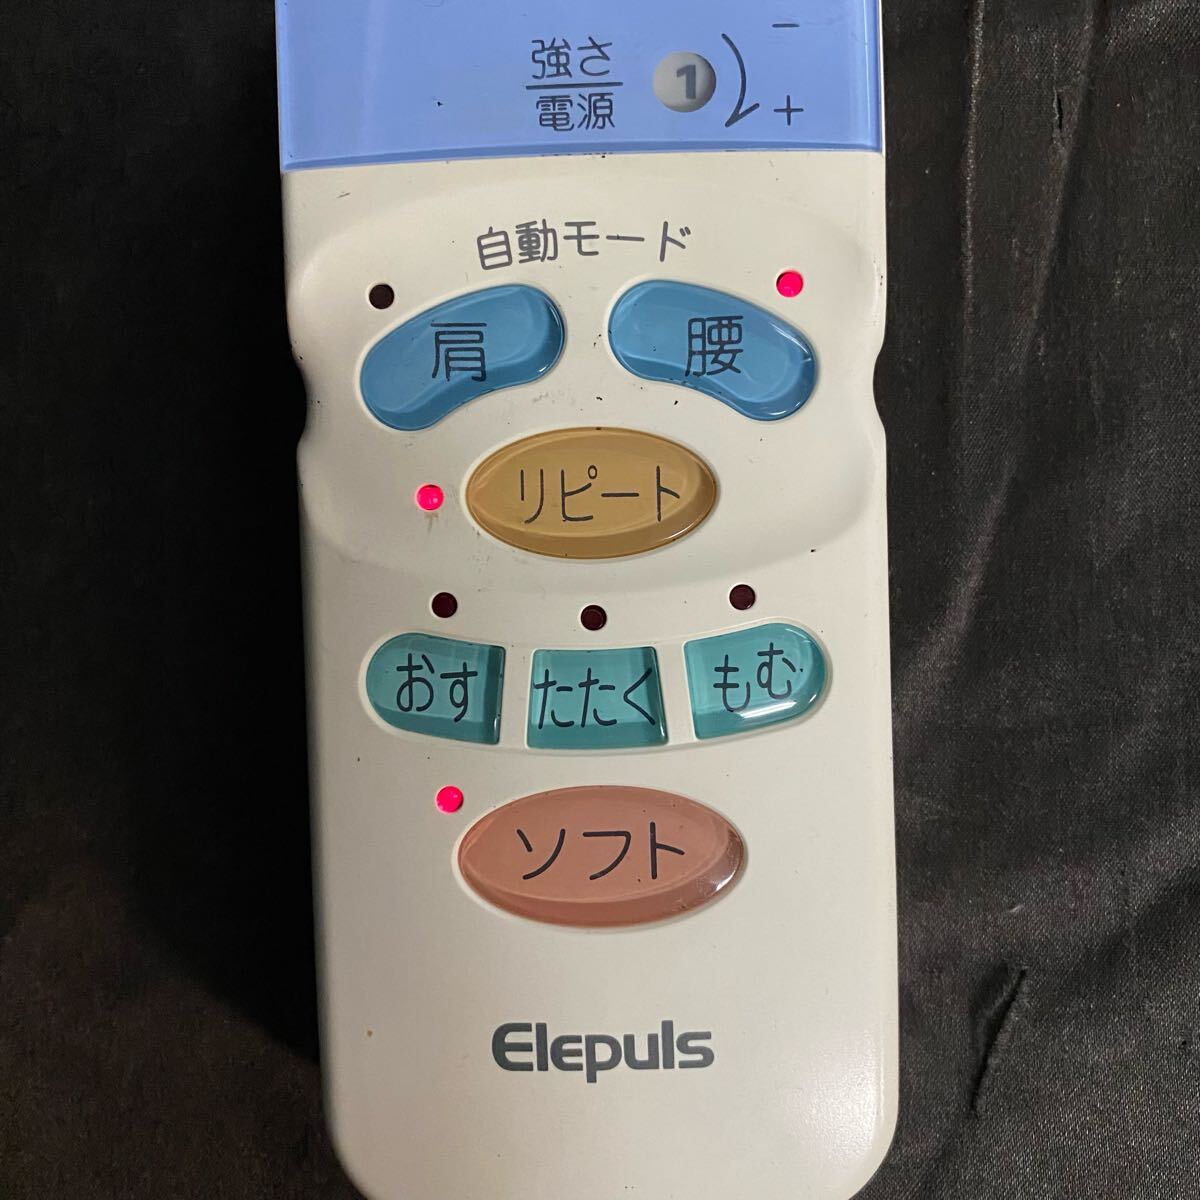 強さ
電源
1
−
+
自動モード
肩
腰
リピート
おす
たたく
もむ
ソフト
Elepuls